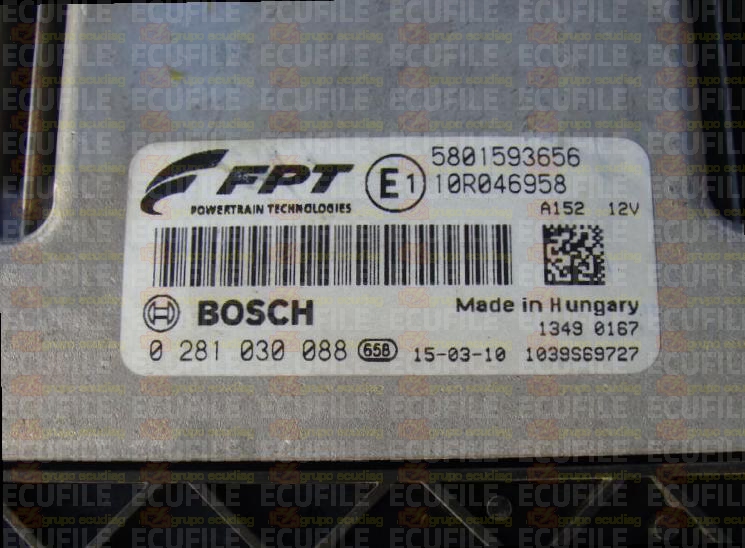 FPT
POWERTRAIN TECHNOLOGIES
E1
5801593656
10R046958
A152 12V
BOSCH
Made in Hungary
1349 0167
0 281 030 088 658 15-03-10 1039S69727
ECUFILE
grupo ecudiag